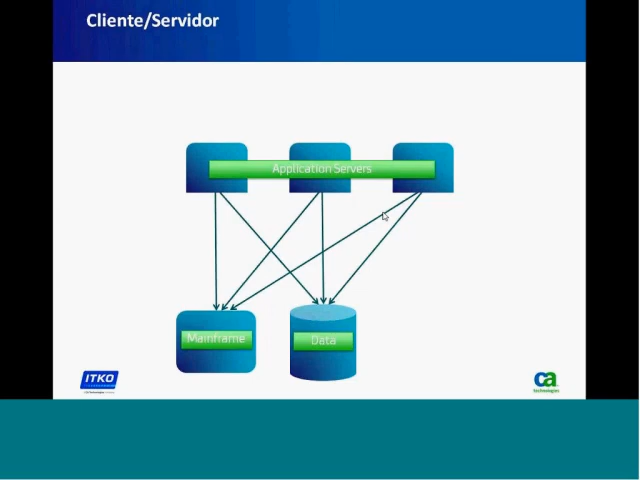 Cliente/Servidor
Application Servers
Mainframe
Data
ITKO
ca
technologies